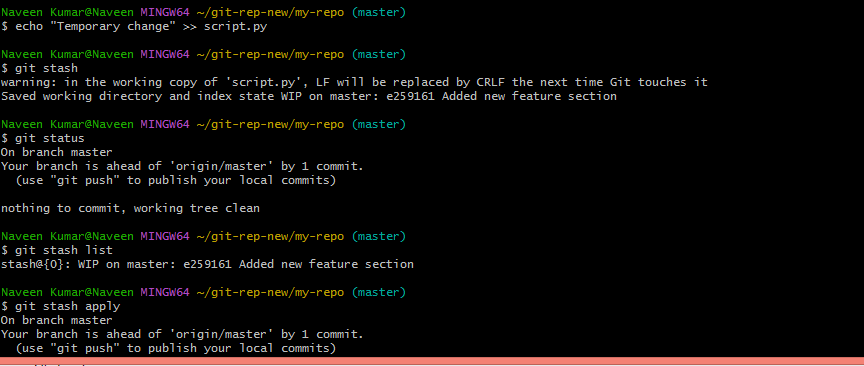 Naveen Kumar@Naveen MINGW64 ~/git-rep-new/my-repo (master)
$ echo "Temporary change" >> script.py
Naveen Kumar@Naveen MINGW64 ~/git-rep-new/my-repo (master)
$ git stash
warning: in the working copy of 'script.py', LF will be replaced by CRLF the next time Git touches it
Saved working directory and index state WIP on master: e259161 Added new feature section
Naveen Kumar@Naveen MINGW64 ~/git-rep-new/my-repo (master)
$ git status
On branch master
Your branch is ahead of 'origin/master' by 1 commit.
(use "git push" to publish your local commits)
nothing to commit, working tree clean
Naveen Kumar@Naveen MINGW64 ~/git-rep-new/my-repo (master)
$ git stash list
stash@{0}: WIP on master: e259161 Added new feature section
Naveen Kumar@Naveen MINGW64 ~/git-rep-new/my-repo (master)
$ git stash apply
On branch master
Your branch is ahead of 'origin/master' by 1 commit.
(use "git push" to publish your local commits)